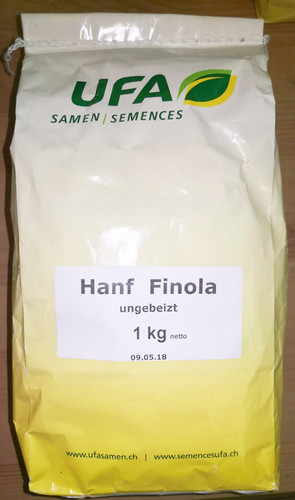 UFA
SAMEN | SEMENCES
Hanf Finola
ungebeizt
1 kg netto
09.05.18
www.ufasamen.ch | www.semencesufa.ch